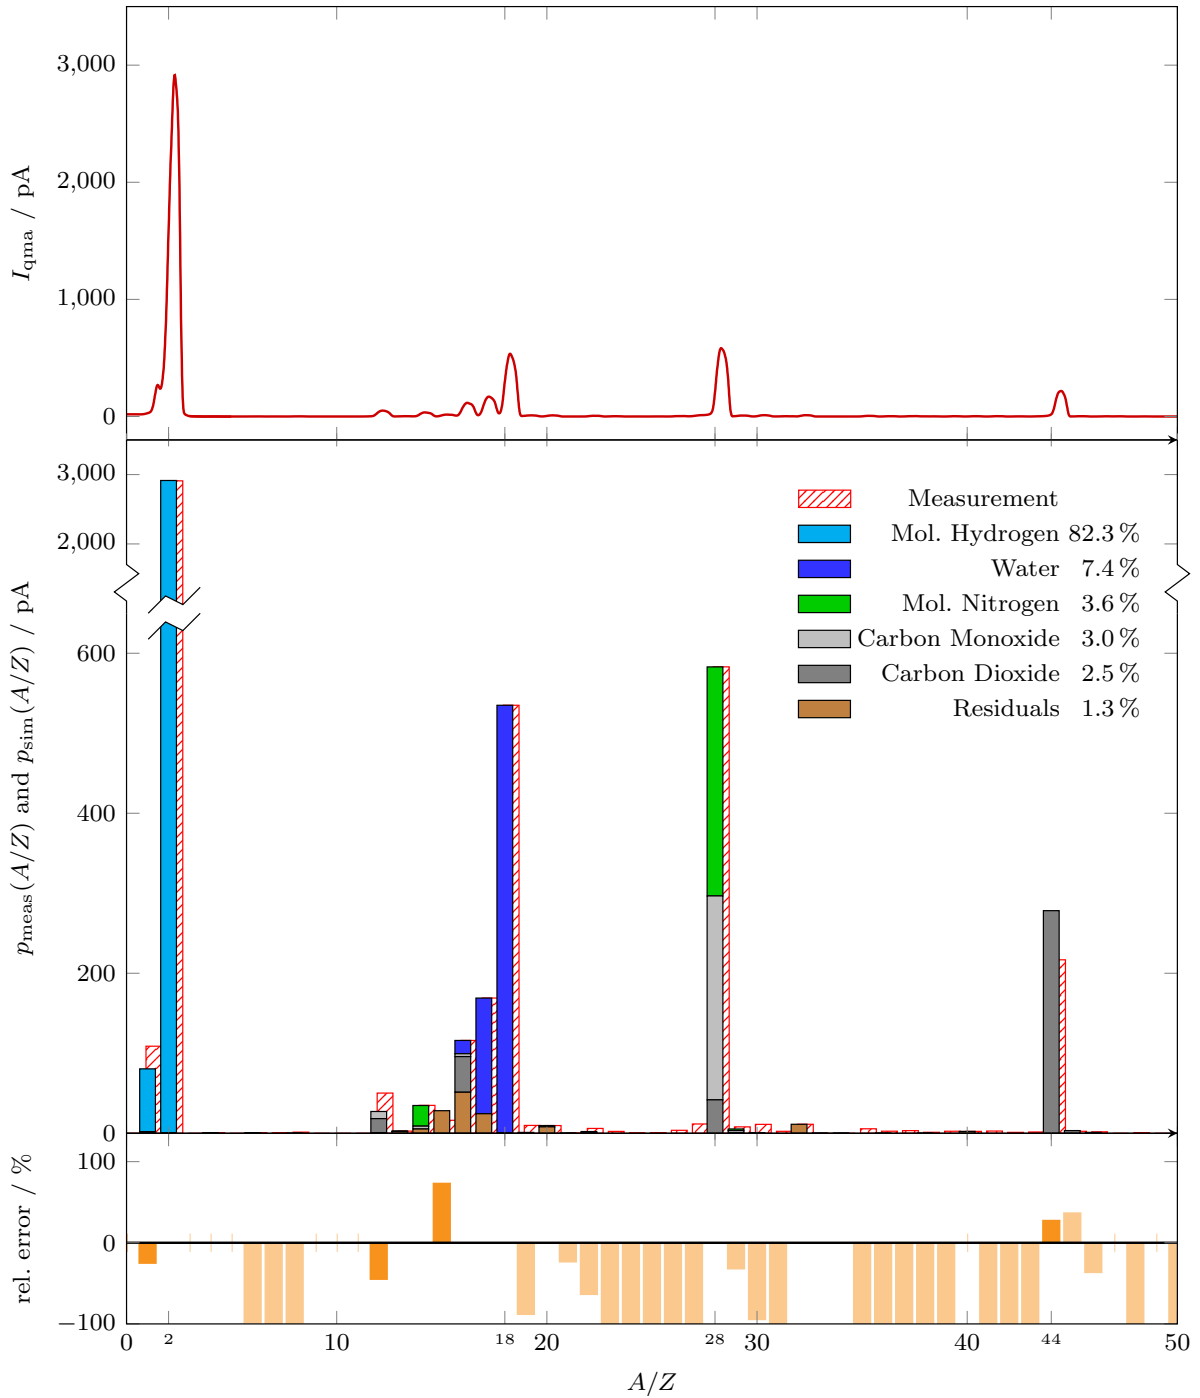 3,000
2,000
1,000
0
I_qma / pA
3,000
2,000
600
400
200
0
p_meas(A/Z) and p_sim(A/Z) / pA
Measurement
Mol. Hydrogen 82.3 %
Water 7.4 %
Mol. Nitrogen 3.6 %
Carbon Monoxide 3.0 %
Carbon Dioxide 2.5 %
Residuals 1.3 %
100
0
−100
rel. error / %
0 2 10 18 20 28 30 40 44 50
A/Z